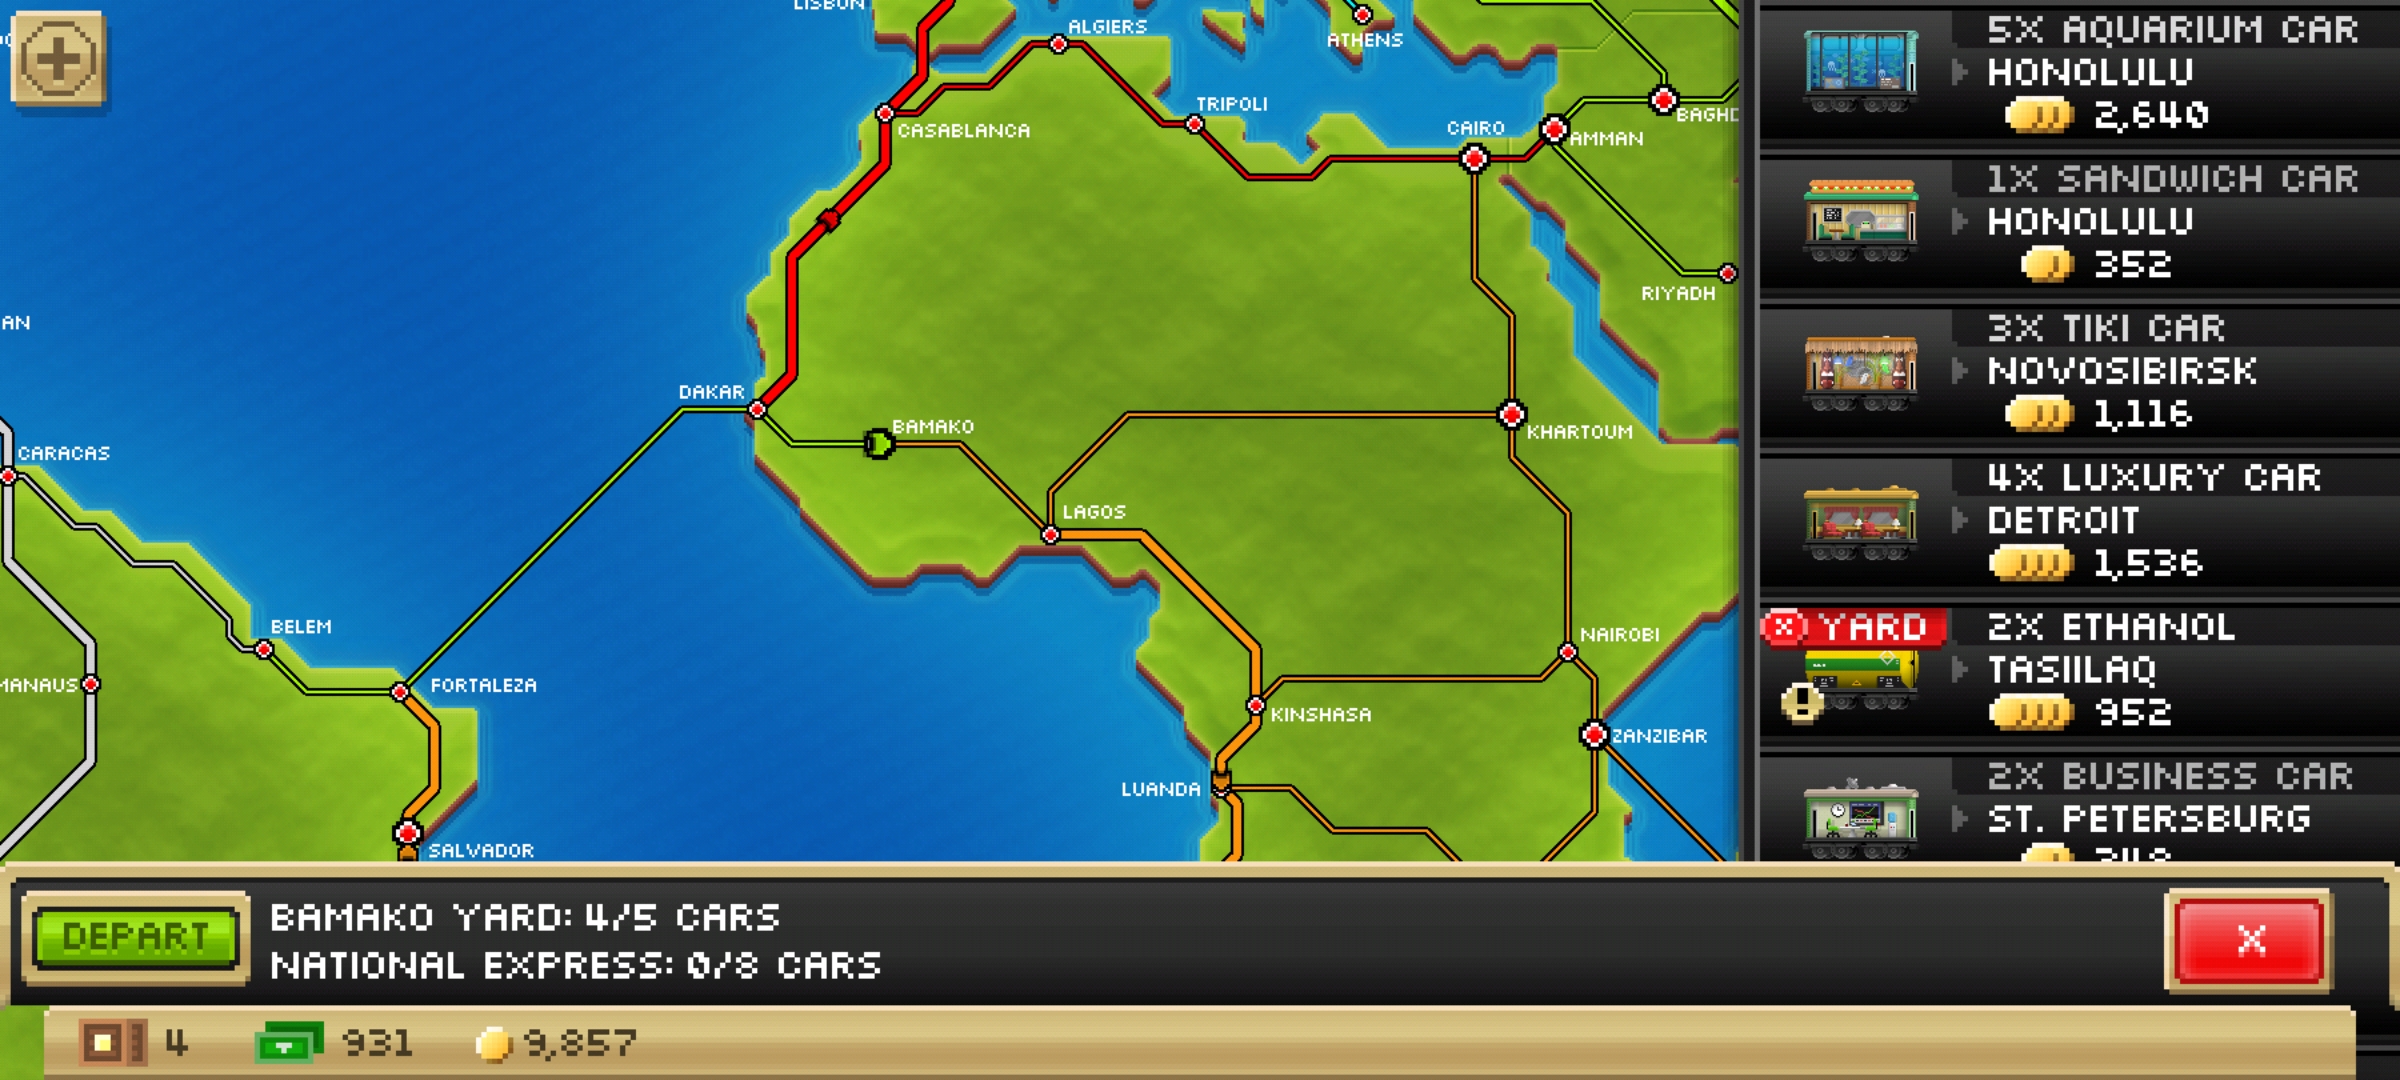 LISBON
ALGIERS
ATHENS
TRIPOLI
CASABLANCA
CAIRO
AMMAN
BAGHD
RIYADH
AN
DAKAR
BAMAKO
KHARTOUM
CARACAS
LAGOS
BELEM
NAIROBI
MANAUS
FORTALEZA
KINSHASA
ZANZIBAR
LUANDA
SALVADOR
5X AQUARIUM CAR
HONOLULU
2,640
1X SANDWICH CAR
HONOLULU
352
3X TIKI CAR
NOVOSIBIRSK
1,116
4X LUXURY CAR
DETROIT
1,536
YARD
2X ETHANOL
TASIILAQ
952
2X BUSINESS CAR
ST. PETERSBURG
DEPART
BAMAKO YARD: 4/5 CARS
NATIONAL EXPRESS: 0/8 CARS
X
4
931
9,857